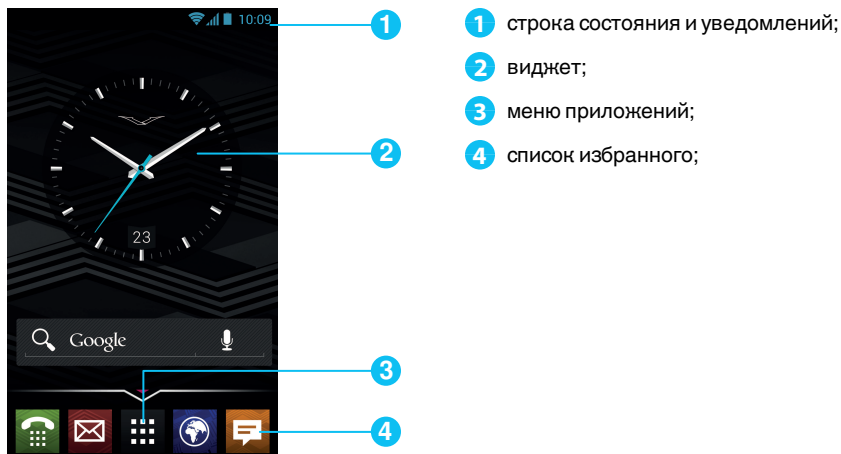 10:09
1
1 строка состояния и уведомлений;
2 виджет;
3 меню приложений;
4 список избранного;
2
23
Google
3
4